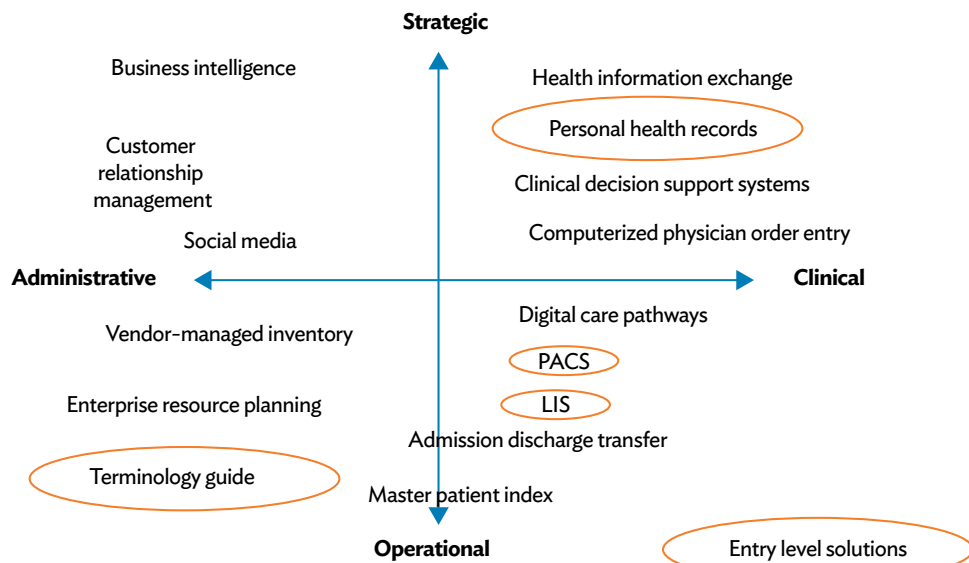 Strategic
Business intelligence
Health information exchange
Personal health records
Customer
relationship
management
Clinical decision support systems
Social media
Computerized physician order entry
Administrative
Clinical
Digital care pathways
Vendor-managed inventory
PACS
Enterprise resource planning
LIS
Admission discharge transfer
Terminology guide
Master patient index
Operational
Entry level solutions